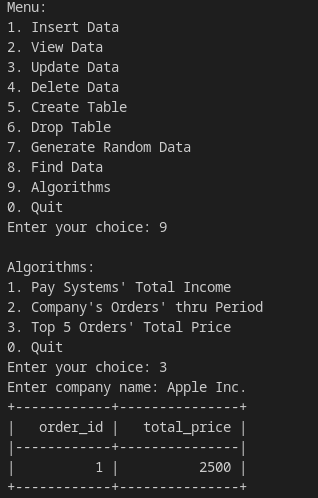 Menu:
1. Insert Data
2. View Data
3. Update Data
4. Delete Data
5. Create Table
6. Drop Table
7. Generate Random Data
8. Find Data
9. Algorithms
0. Quit
Enter your choice: 9

Algorithms:
1. Pay Systems' Total Income
2. Company's Orders' thru Period
3. Top 5 Orders' Total Price
0. Quit
Enter your choice: 3
Enter company name: Apple Inc.
+------------+---------------+
|   order_id |   total_price |
|------------+---------------|
|          1 |          2500 |
+------------+---------------+